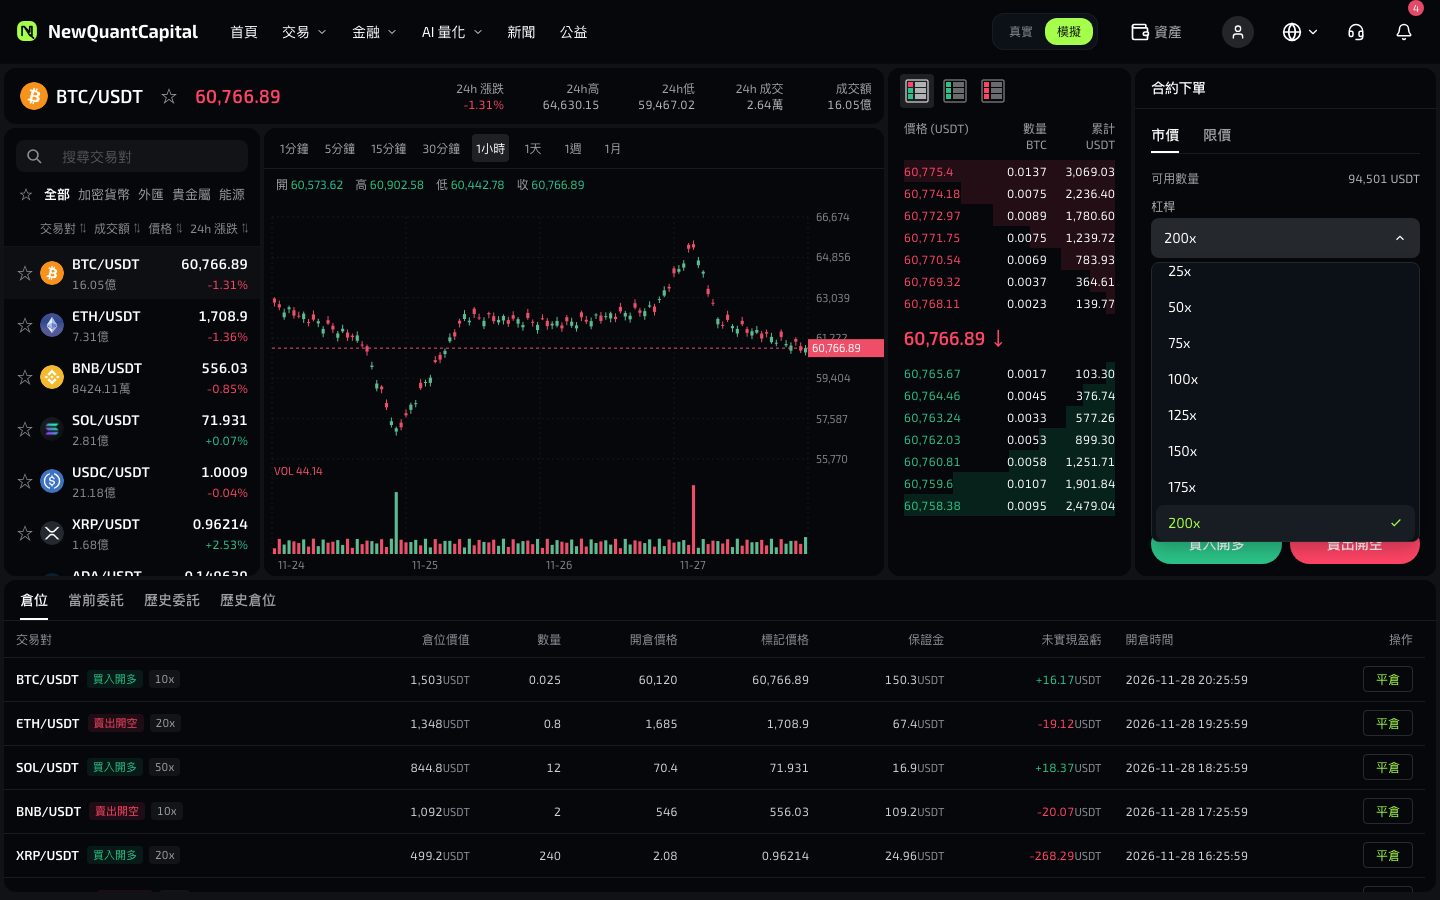 NewQuantCapital 首頁 交易 金融 AI 量化 新聞 公益 真實 模擬 資產 4
BTC/USDT 60,766.89
24h 漲跌 24h高 24h低 24h 成交 成交額
-1.31% 64,630.15 59,467.02 2.64萬 16.05億
搜尋交易對
全部 加密貨幣 外匯 貴金屬 能源
交易對 成交額 價格 24h 漲跌
BTC/USDT 60,766.89
16.05億 -1.31%
ETH/USDT 1,708.9
7.31億 -1.36%
BNB/USDT 556.03
8424.11萬 -0.85%
SOL/USDT 71.931
2.81億 +0.07%
USDC/USDT 1.0009
21.18億 -0.04%
XRP/USDT 0.96214
1.68億 +2.53%
ADA/USDT 0.149639
1分鐘 5分鐘 15分鐘 30分鐘 1小時 1天 1週 1月
開 60,573.62 高 60,902.58 低 60,442.78 收 60,766.89
66,674
64,856
63,039
61,222
60,766.89
59,404
57,587
55,770
VOL 44.14
11-24 11-25 11-26 11-27
價格 (USDT) 數量 累計
BTC USDT
60,775.4 0.0137 3,069.03
60,774.18 0.0075 2,236.40
60,772.97 0.0089 1,780.60
60,771.75 0.0075 1,239.72
60,770.54 0.0069 783.93
60,769.32 0.0037 364.61
60,768.11 0.0023 139.77
60,766.89 ↓
60,765.67 0.0017 103.30
60,764.46 0.0045 376.74
60,763.24 0.0033 577.26
60,762.03 0.0053 899.30
60,760.81 0.0058 1,251.71
60,759.6 0.0107 1,901.84
60,758.38 0.0095 2,479.04
合約下單
市價 限價
可用數量 94,501 USDT
杠桿
200x
25x
50x
75x
100x
125x
150x
175x
200x
買入開多 賣出開空
倉位 當前委託 歷史委託 歷史倉位
交易對 倉位價值 數量 開倉價格 標記價格 保證金 未實現盈虧 開倉時間 操作
BTC/USDT 買入開多 10x 1,503USDT 0.025 60,120 60,766.89 150.3USDT +16.17USDT 2026-11-28 20:25:59 平倉
ETH/USDT 賣出開空 20x 1,348USDT 0.8 1,685 1,708.9 67.4USDT -19.12USDT 2026-11-28 19:25:59 平倉
SOL/USDT 買入開多 50x 844.8USDT 12 70.4 71.931 16.9USDT +18.37USDT 2026-11-28 18:25:59 平倉
BNB/USDT 賣出開空 10x 1,092USDT 2 546 556.03 109.2USDT -20.07USDT 2026-11-28 17:25:59 平倉
XRP/USDT 買入開多 20x 499.2USDT 240 2.08 0.96214 24.96USDT -268.29USDT 2026-11-28 16:25:59 平倉